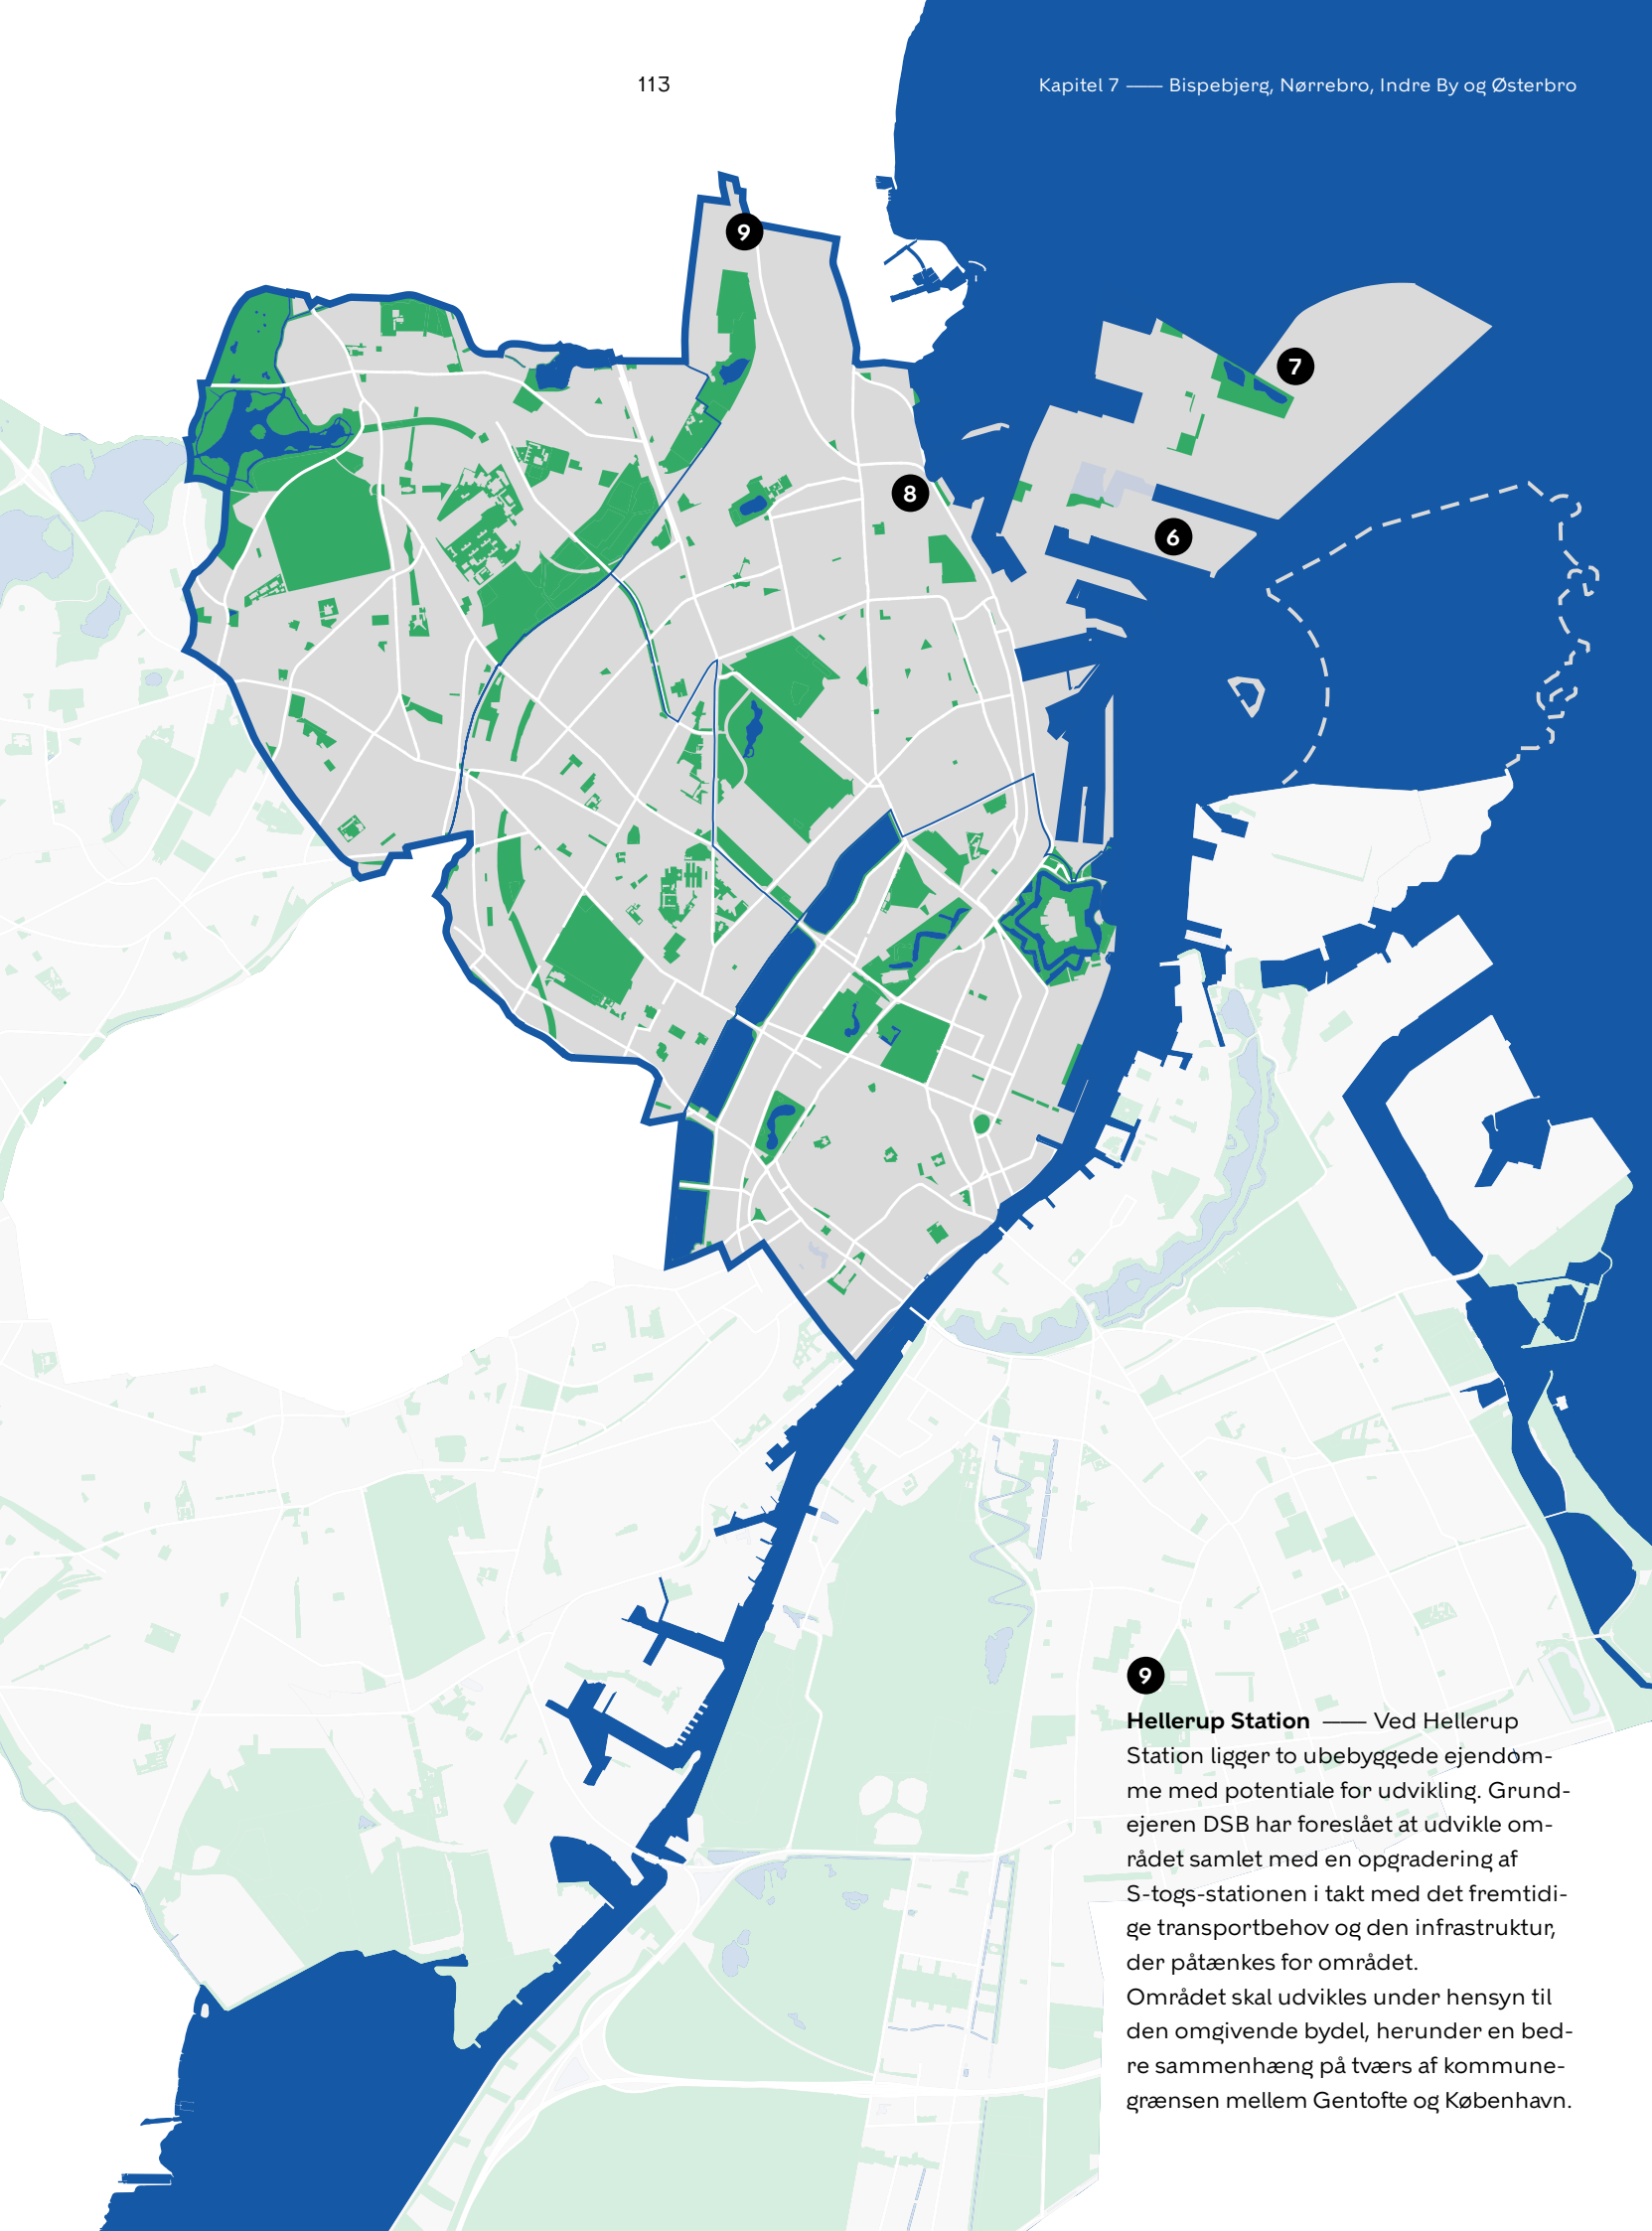 113
Kapitel 7 —— Bispebjerg, Nørrebro, Indre By og Østerbro
9
7
8
6
9
Hellerup Station —— Ved Hellerup
Station ligger to ubebyggede ejendom-
me med potentiale for udvikling. Grund-
ejeren DSB har foreslået at udvikle om-
rådet samlet med en opgradering af
S-togs-stationen i takt med det fremtidi-
ge transportbehov og den infrastruktur,
der påtænkes for området.
Området skal udvikles under hensyn til
den omgivende bydel, herunder en bed-
re sammenhæng på tværs af kommune-
grænsen mellem Gentofte og København.